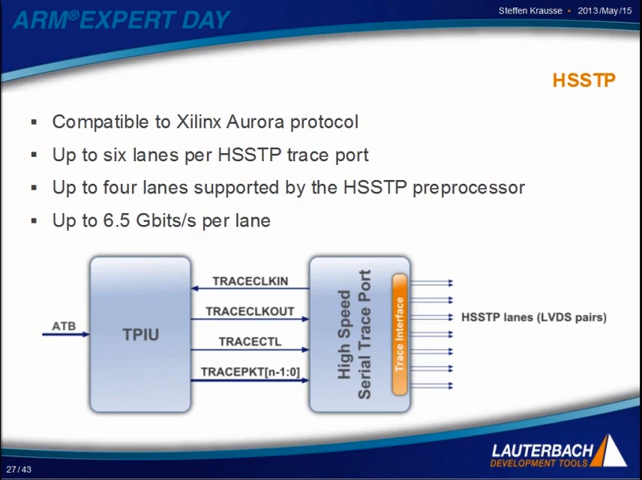 ARM®EXPERT DAY
Steffen Krausse ▪ 2013/May/15
HSSTP
▪ Compatible to Xilinx Aurora protocol
▪ Up to six lanes per HSSTP trace port
▪ Up to four lanes supported by the HSSTP preprocessor
▪ Up to 6.5 Gbits/s per lane
ATB
TPIU
TRACECLKIN
TRACECLKOUT
TRACECTL
TRACEPKT[n-1:0]
High Speed
Serial Trace Port
Trace Interface
HSSTP lanes (LVDS pairs)
27/43
LAUTERBACH
DEVELOPMENT TOOLS